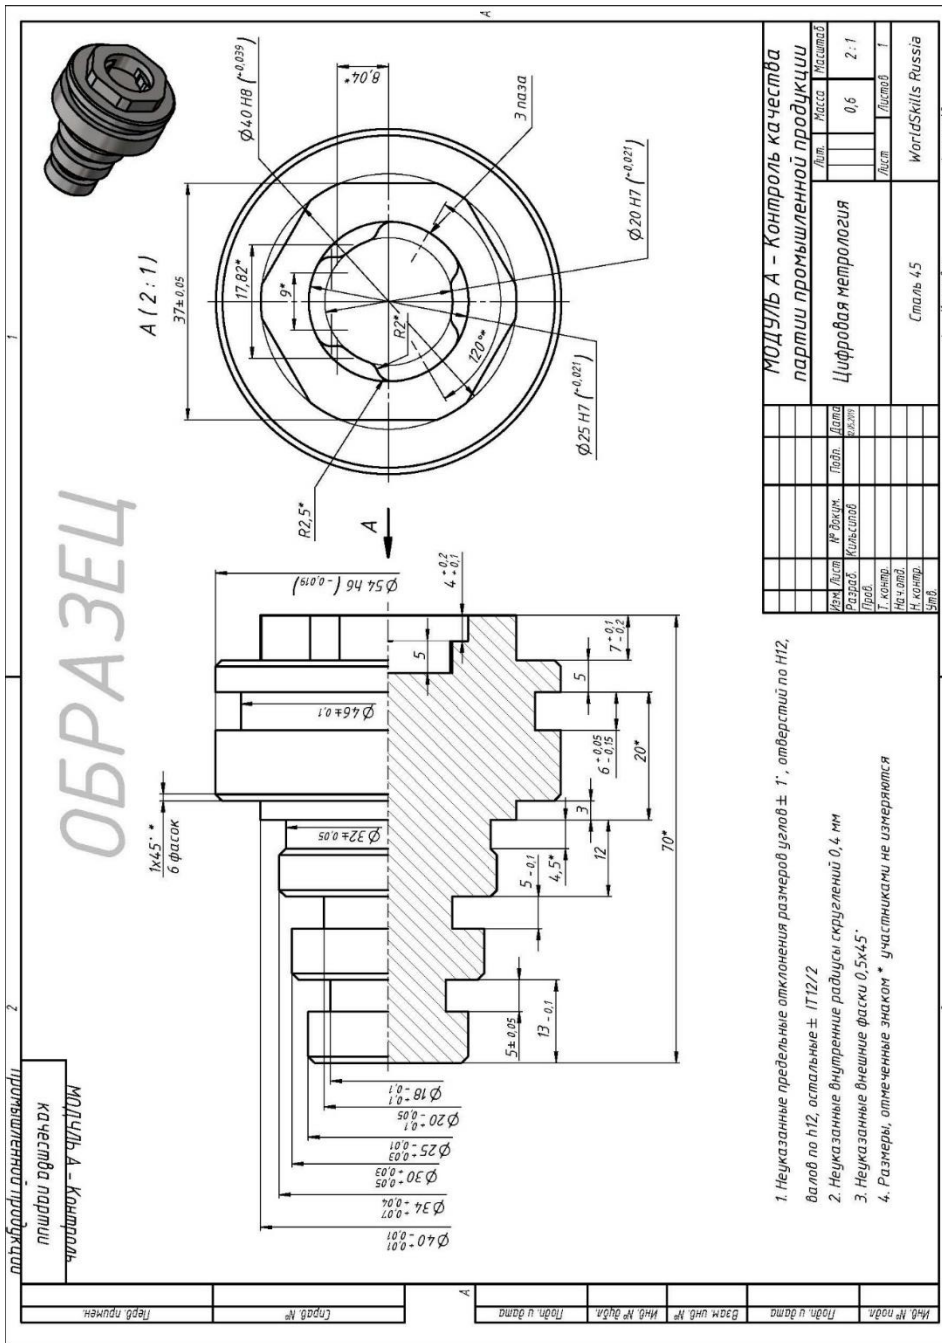 ОБРАЗЕЦ
МОДУЛЬ А - Контроль
качества партии
промышленной продукции
Перв. примен.
Справ. №
Подп. и дата
Инв. № дубл.
Взам. инв. №
Подп. и дата
Инв. № подл.
2
1
А
А
1x45° *
6 фасок
Ø54 h6 (-0,019)
Ø46±0,1
Ø32±0,05
Ø18 +0,1 -0,1
Ø20 +0,1 -0,05
Ø25 +0,03 -0,01
Ø30 +0,05 +0,03
Ø34 +0,07 +0,04
Ø40 +0,01 -0,01
5
4 +0,2 +0,1
7 +0,1 -0,2
5
6 +0,05 -0,15
20*
3
12
4,5*
5 -0,1
5±0,05
13 -0,1
70*
А
А (2:1)
37±0,05
17,82*
9*
8,04*
Ø40 H8 (+0,039)
3 паза
Ø20 H7 (+0,021)
Ø25 H7 (+0,021)
R2,5*
R2*
120°*
1. Неуказанные предельные отклонения размеров углов ± 1°, отверстий по Н12,
валов по h12, остальные ± IT12/2
2. Неуказанные внутренние радиусы скруглений 0,4 мм
3. Неуказанные внешние фаски 0,5x45°
4. Размеры, отмеченные знаком * участниками не измеряются
МОДУЛЬ А - Контроль качества
партии промышленной продукции
Изм. Лист № докум. Подп. Дата
Разраб. Кильсипов
Пров.
Т. контр.
Нач.отд.
Н. контр.
Утв.
Цифровая метрология
Лит. Масса Масштаб
0,6 2:1
Лист Листов 1
Сталь 45
WorldSkills Russia